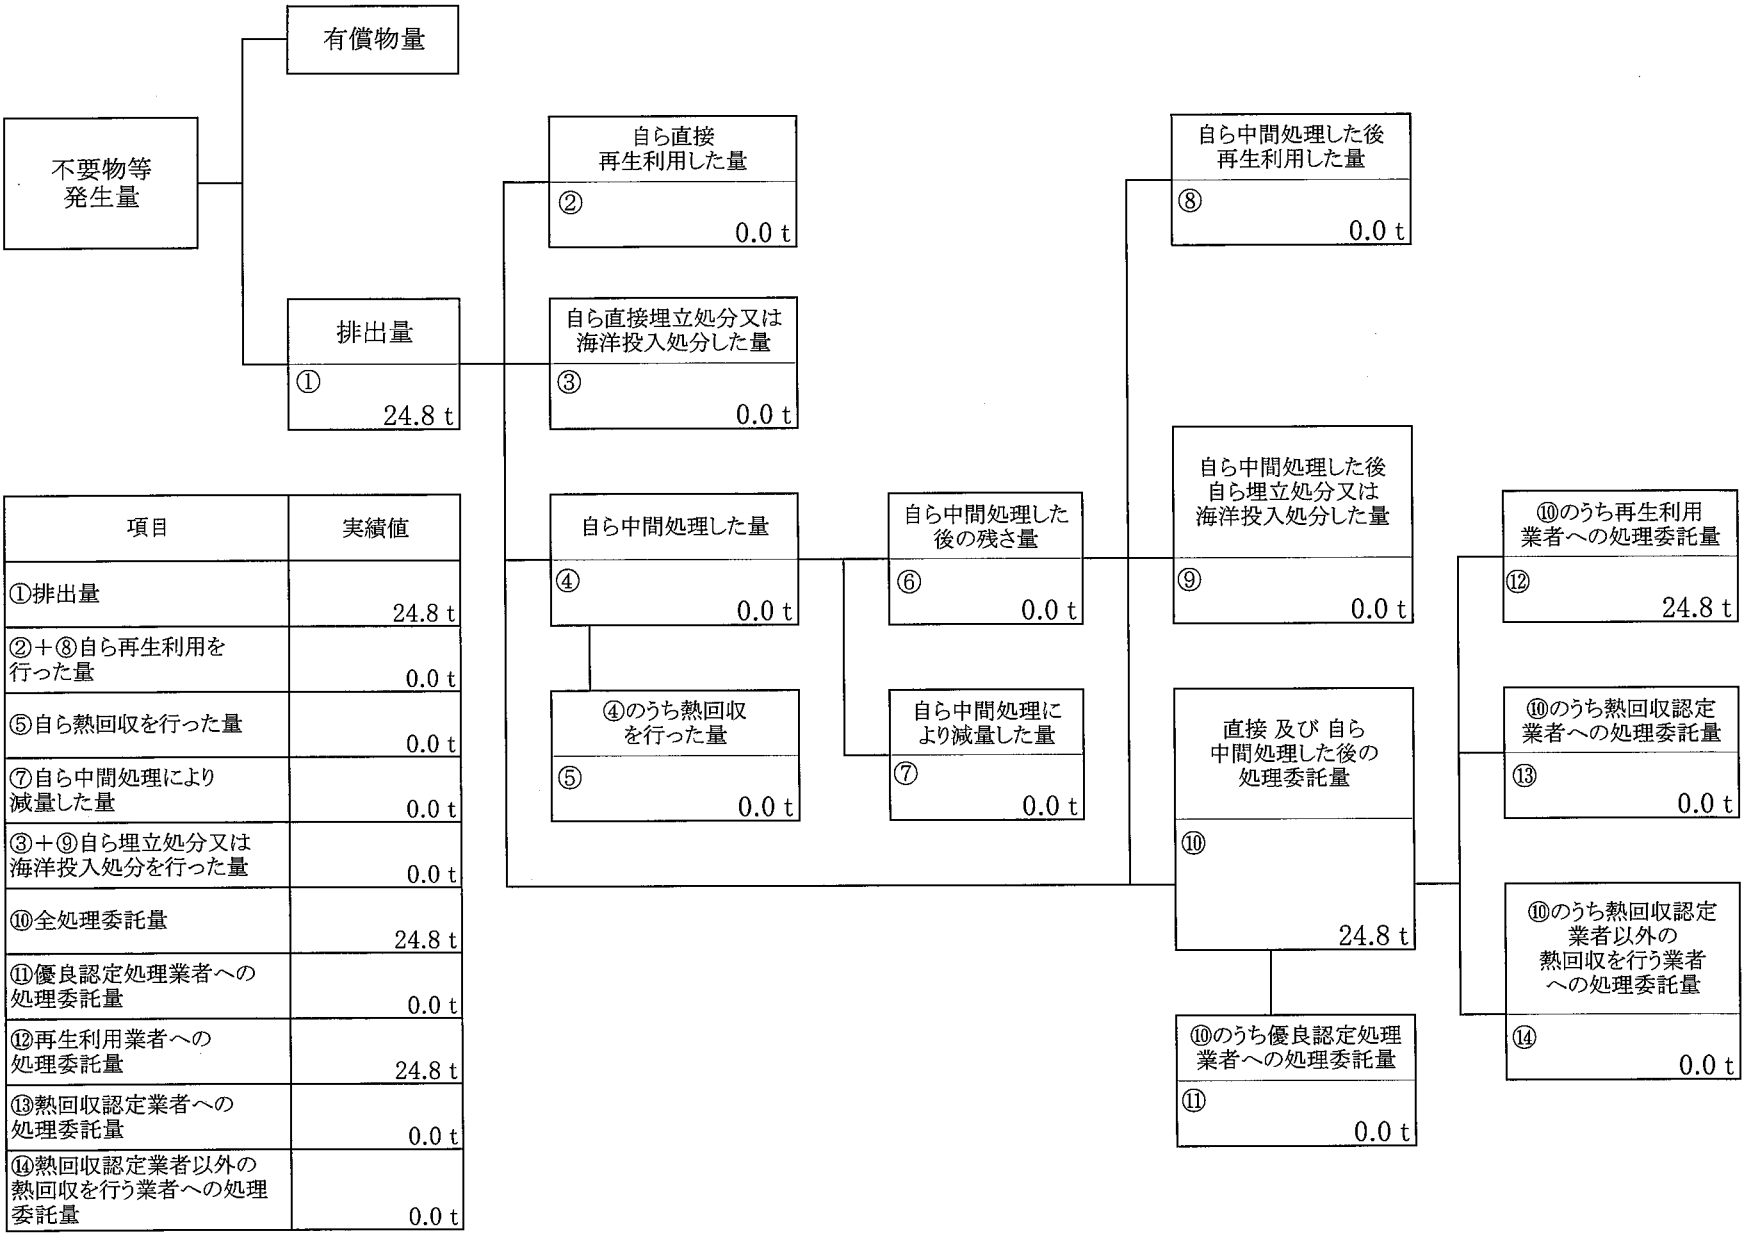 有償物量
不要物等
発生量
排出量
①
24.8 t
自ら直接
再生利用した量
②
0.0 t
自ら直接埋立処分又は
海洋投入処分した量
③
0.0 t
自ら中間処理した量
④
0.0 t
④のうち熱回収
を行った量
⑤
0.0 t
自ら中間処理した
後の残さ量
⑥
0.0 t
自ら中間処理に
より減量した量
⑦
0.0 t
自ら中間処理した後
再生利用した量
⑧
0.0 t
自ら中間処理した後
自ら埋立処分又は
海洋投入処分した量
⑨
0.0 t
直接 及び 自ら
中間処理した後の
処理委託量
⑩
24.8 t
⑩のうち優良認定処理
業者への処理委託量
⑪
0.0 t
⑩のうち再生利用
業者への処理委託量
⑫
24.8 t
⑩のうち熱回収認定
業者への処理委託量
⑬
0.0 t
⑩のうち熱回収認定
業者以外の
熱回収を行う業者
への処理委託量
⑭
0.0 t
項目 実績値
①排出量
24.8 t
②+⑧自ら再生利用を
行った量
0.0 t
⑤自ら熱回収を行った量
0.0 t
⑦自ら中間処理により
減量した量
0.0 t
③+⑨自ら埋立処分又は
海洋投入処分を行った量
0.0 t
⑩全処理委託量
24.8 t
⑪優良認定処理業者への
処理委託量
0.0 t
⑫再生利用業者への
処理委託量
24.8 t
⑬熱回収認定業者への
処理委託量
0.0 t
⑭熱回収認定業者以外の
熱回収を行う業者への処理
委託量
0.0 t